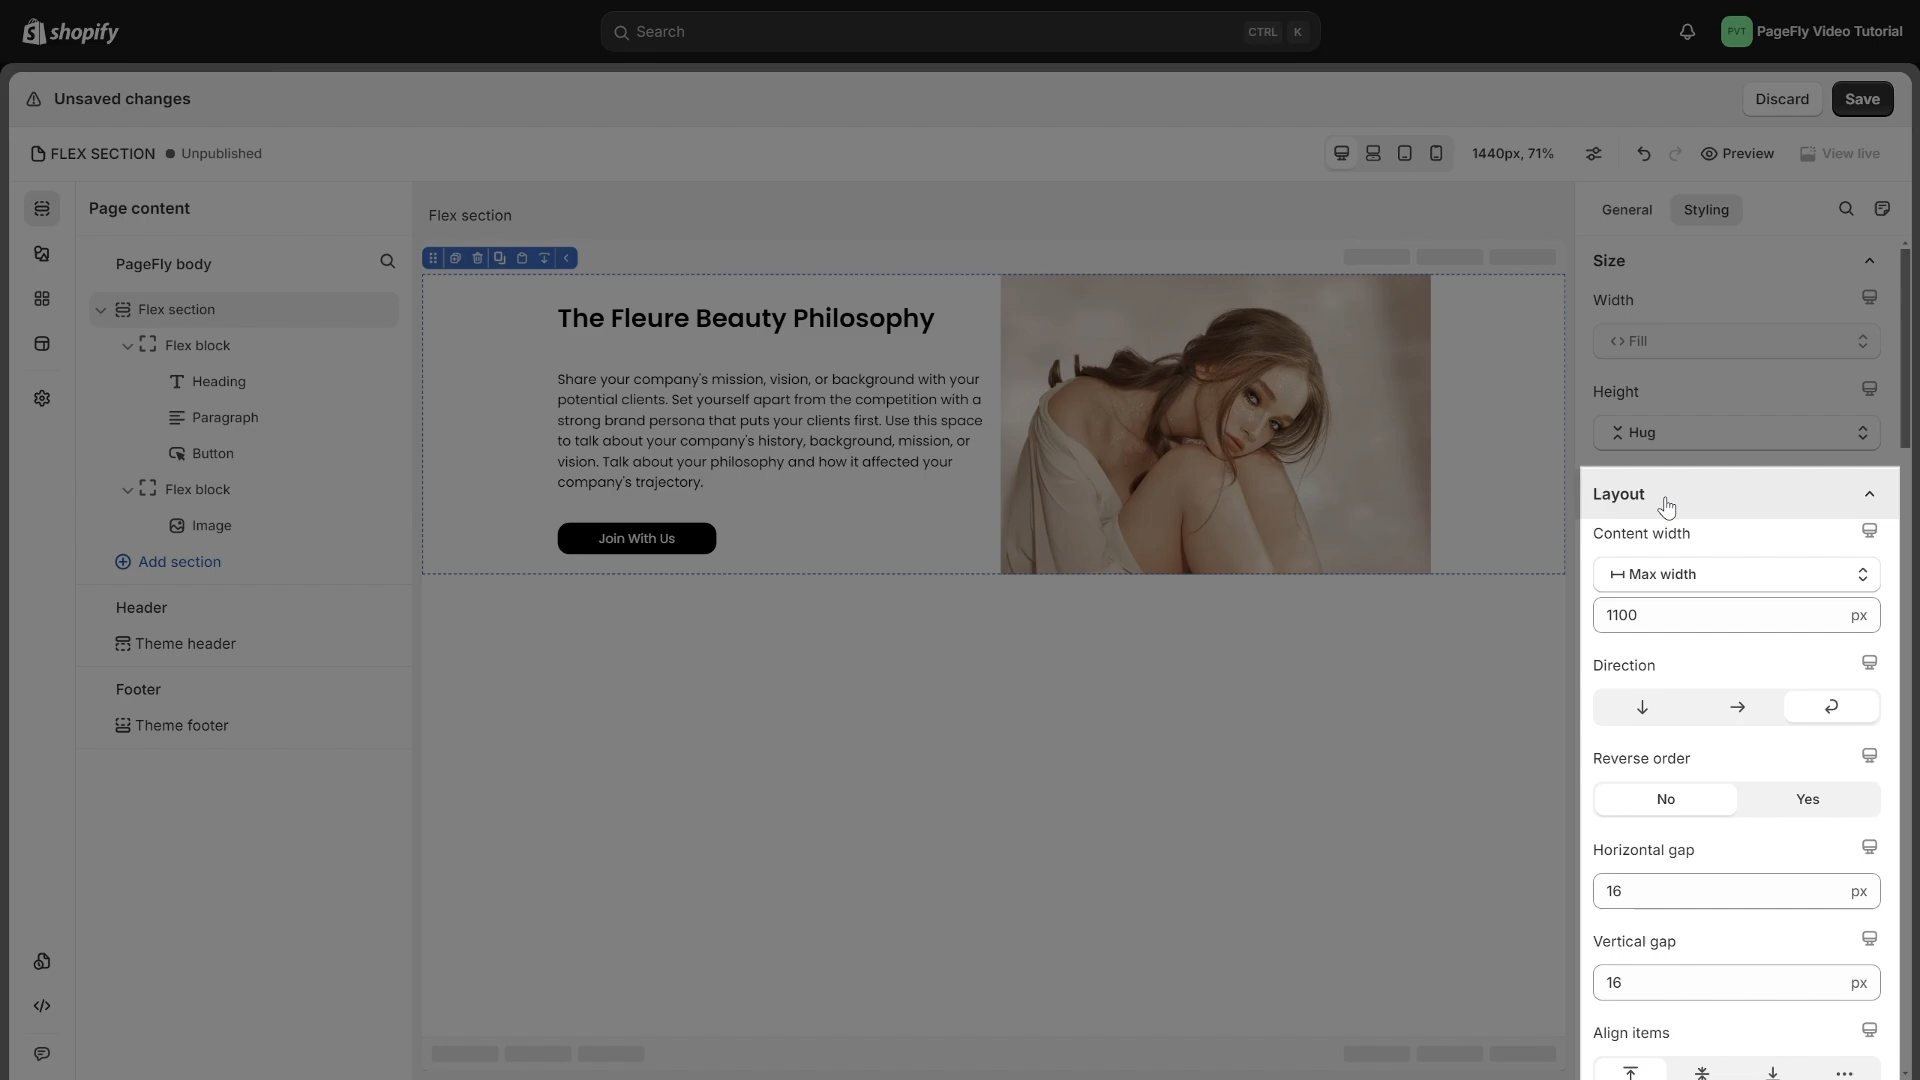 shopify
Search
CTRL K
PVT
PageFly Video Tutorial
Unsaved changes
Discard
Save
FLEX SECTION
Unpublished
1440px, 71%
Preview
View live
Page content
PageFly body
Flex section
Flex block
Heading
Paragraph
Button
Flex block
Image
Add section
Header
Theme header
Footer
Theme footer
Flex section
The Fleure Beauty Philosophy
Share your company's mission, vision, or background with your
potential clients. Set yourself apart from the competition with a
strong brand persona that puts your clients first. Use this space
to talk about your company's history, background, mission, or
vision. Talk about your philosophy and how it affected your
company's trajectory.
Join With Us
General
Styling
Size
Width
Fill
Height
Hug
Layout
Content width
Max width
1100 px
Direction
Reverse order
No
Yes
Horizontal gap
16 px
Vertical gap
16 px
Align items